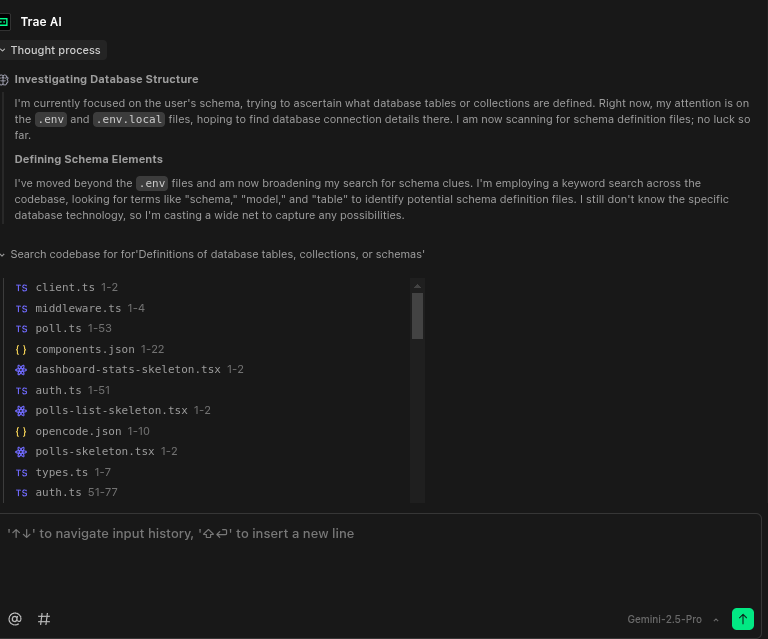 Trae AI
Thought process
Investigating Database Structure
I'm currently focused on the user's schema, trying to ascertain what database tables or collections are defined. Right now, my attention is on
the .env and .env.local files, hoping to find database connection details there. I am now scanning for schema definition files; no luck so
far.
Defining Schema Elements
I've moved beyond the .env files and am now broadening my search for schema clues. I'm employing a keyword search across the
codebase, looking for terms like "schema," "model," and "table" to identify potential schema definition files. I still don't know the specific
database technology, so I'm casting a wide net to capture any possibilities.
Search codebase for for'Definitions of database tables, collections, or schemas'
TS client.ts 1-2
TS middleware.ts 1-4
TS poll.ts 1-53
{} components.json 1-22
dashboard-stats-skeleton.tsx 1-2
TS auth.ts 1-51
polls-list-skeleton.tsx 1-2
{} opencode.json 1-10
polls-skeleton.tsx 1-2
TS types.ts 1-7
TS auth.ts 51-77
'↑↓' to navigate input history, '⇧⏎' to insert a new line
@ # Gemini-2.5-Pro